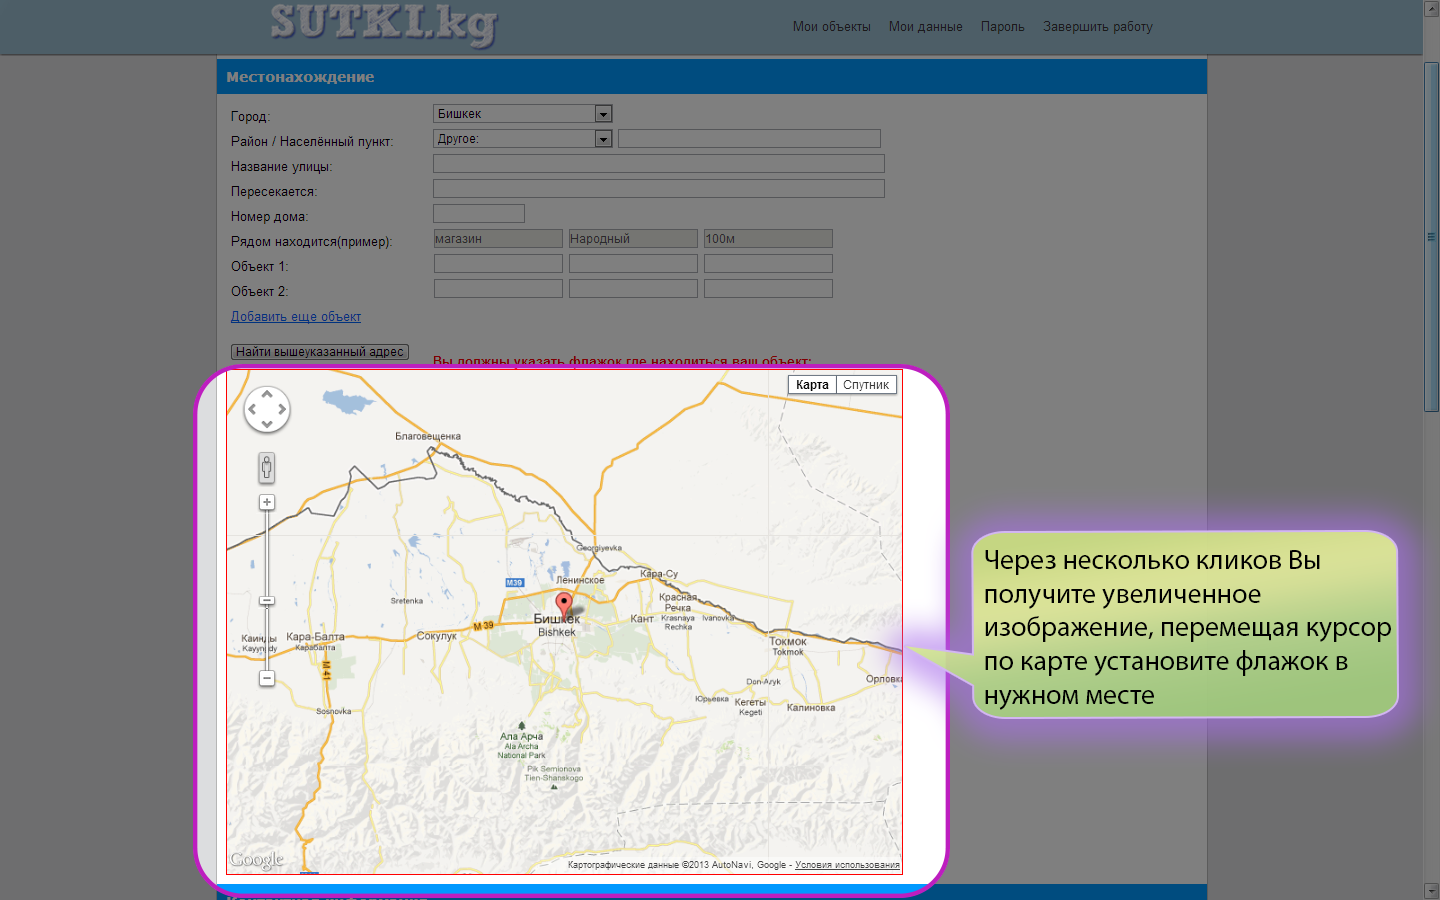 SUTKI.kg
Мои объекты Мои данные Пароль Завершить работу
Местонахождение
Город: Бишкек
Район / Населённый пункт: Другое:
Название улицы:
Пересекается:
Номер дома:
Рядом находится(пример): магазин Народный 100м
Объект 1:
Объект 2:
Добавить еще объект
Найти вышеуказанный адрес
Вы должны указать флажок где находиться ваш объект:
Карта Спутник
Благовещенка
Georgiyevka
Кара-Су
Ленинское
M39
Sretenka
Красная
Речка
Krasnaya
Rechka
Ivanovka
Кант
Бишкек
Bishkek
M 39
Сокулук
Кара-Балта
Карабалта
Каинды
Kayyngdy
Токмок
Tokmok
M 41
Орловка
Don-Aryk
Юрьевка
Кегеты
Kegeti
Калиновка
Sosnovka
Ала Арча
Ala Archa
National Park
Pik Semionova
Tien-Shanskogo
Google
Картографические данные ©2013 AutoNavi, Google - Условия использования
Через несколько кликов Вы
получите увеличенное
изображение, перемещая курсор
по карте установите флажок в
нужном месте